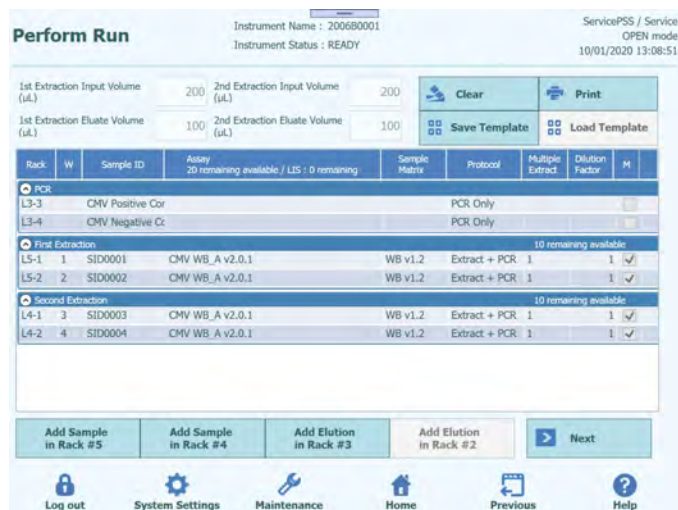 Perform Run
Instrument Name : 2006B0001
Instrument Status : READY
ServicePSS / Service
OPEN mode
10/01/2020 13:08:51
1st Extraction Input Volume (uL) 200 2nd Extraction Input Volume (uL) 200
Clear Print
1st Extraction Eluate Volume (uL) 100 2nd Extraction Eluate Volume (uL) 100
Save Template Load Template
Rack W Sample ID Assay 20 remaining available / LIS : 0 remaining Sample Matrix Protocol Multiple Extract Dilution Factor M
PCR
L3-3 CMV Positive Cor PCR Only
L3-4 CMV Negative Cc PCR Only
First Extraction 10 remaining available
L5-1 1 SID0001 CMV WB_A v2.0.1 WB v1.2 Extract + PCR 1 1
L5-2 2 SID0002 CMV WB_A v2.0.1 WB v1.2 Extract + PCR 1 1
Second Extraction 10 remaining available
L4-1 3 SID0003 CMV WB_A v2.0.1 WB v1.2 Extract + PCR 1 1
L4-2 4 SID0004 CMV WB_A v2.0.1 WB v1.2 Extract + PCR 1 1
Add Sample in Rack #5
Add Sample in Rack #4
Add Elution in Rack #3
Add Elution in Rack #2
Next
Log out System Settings Maintenance Home Previous Help